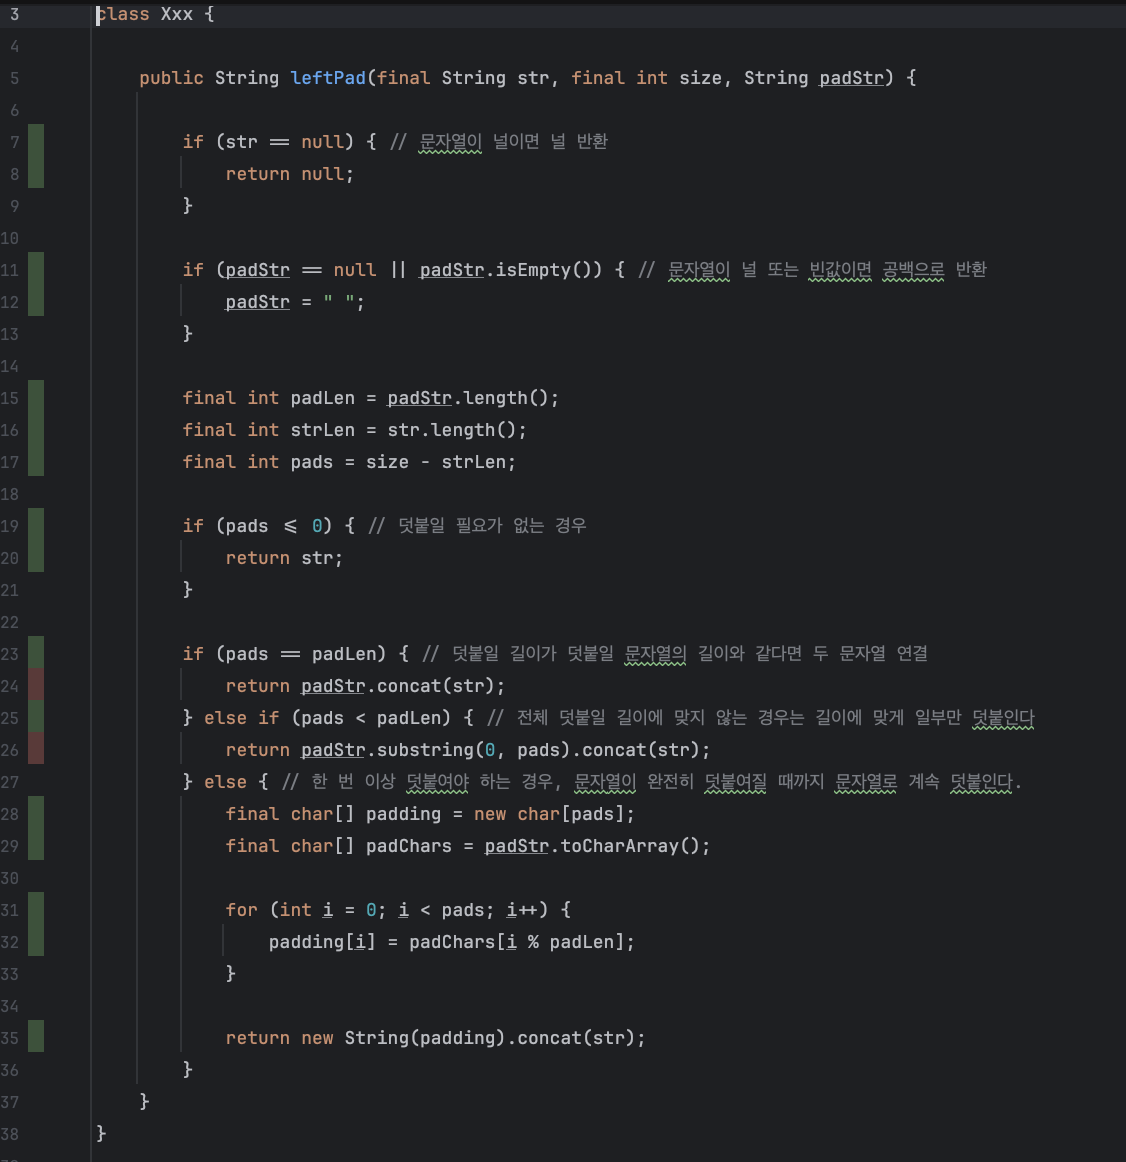 3 class Xxx {
4
5 public String leftPad(final String str, final int size, String padStr) {
6
7 if (str == null) { // 문자열이 널이면 널 반환
8 return null;
9 }
10
11 if (padStr == null || padStr.isEmpty()) { // 문자열이 널 또는 빈값이면 공백으로 반환
12 padStr = " ";
13 }
14
15 final int padLen = padStr.length();
16 final int strLen = str.length();
17 final int pads = size - strLen;
18
19 if (pads <= 0) { // 덧붙일 필요가 없는 경우
20 return str;
21 }
22
23 if (pads == padLen) { // 덧붙일 길이가 덧붙일 문자열의 길이와 같다면 두 문자열 연결
24 return padStr.concat(str);
25 } else if (pads < padLen) { // 전체 덧붙일 길이에 맞지 않는 경우는 길이에 맞게 일부만 덧붙인다
26 return padStr.substring(0, pads).concat(str);
27 } else { // 한 번 이상 덧붙여야 하는 경우, 문자열이 완전히 덧붙여질 때까지 문자열로 계속 덧붙인다.
28 final char[] padding = new char[pads];
29 final char[] padChars = padStr.toCharArray();
30
31 for (int i = 0; i < pads; i++) {
32 padding[i] = padChars[i % padLen];
33 }
34
35 return new String(padding).concat(str);
36 }
37 }
38 }